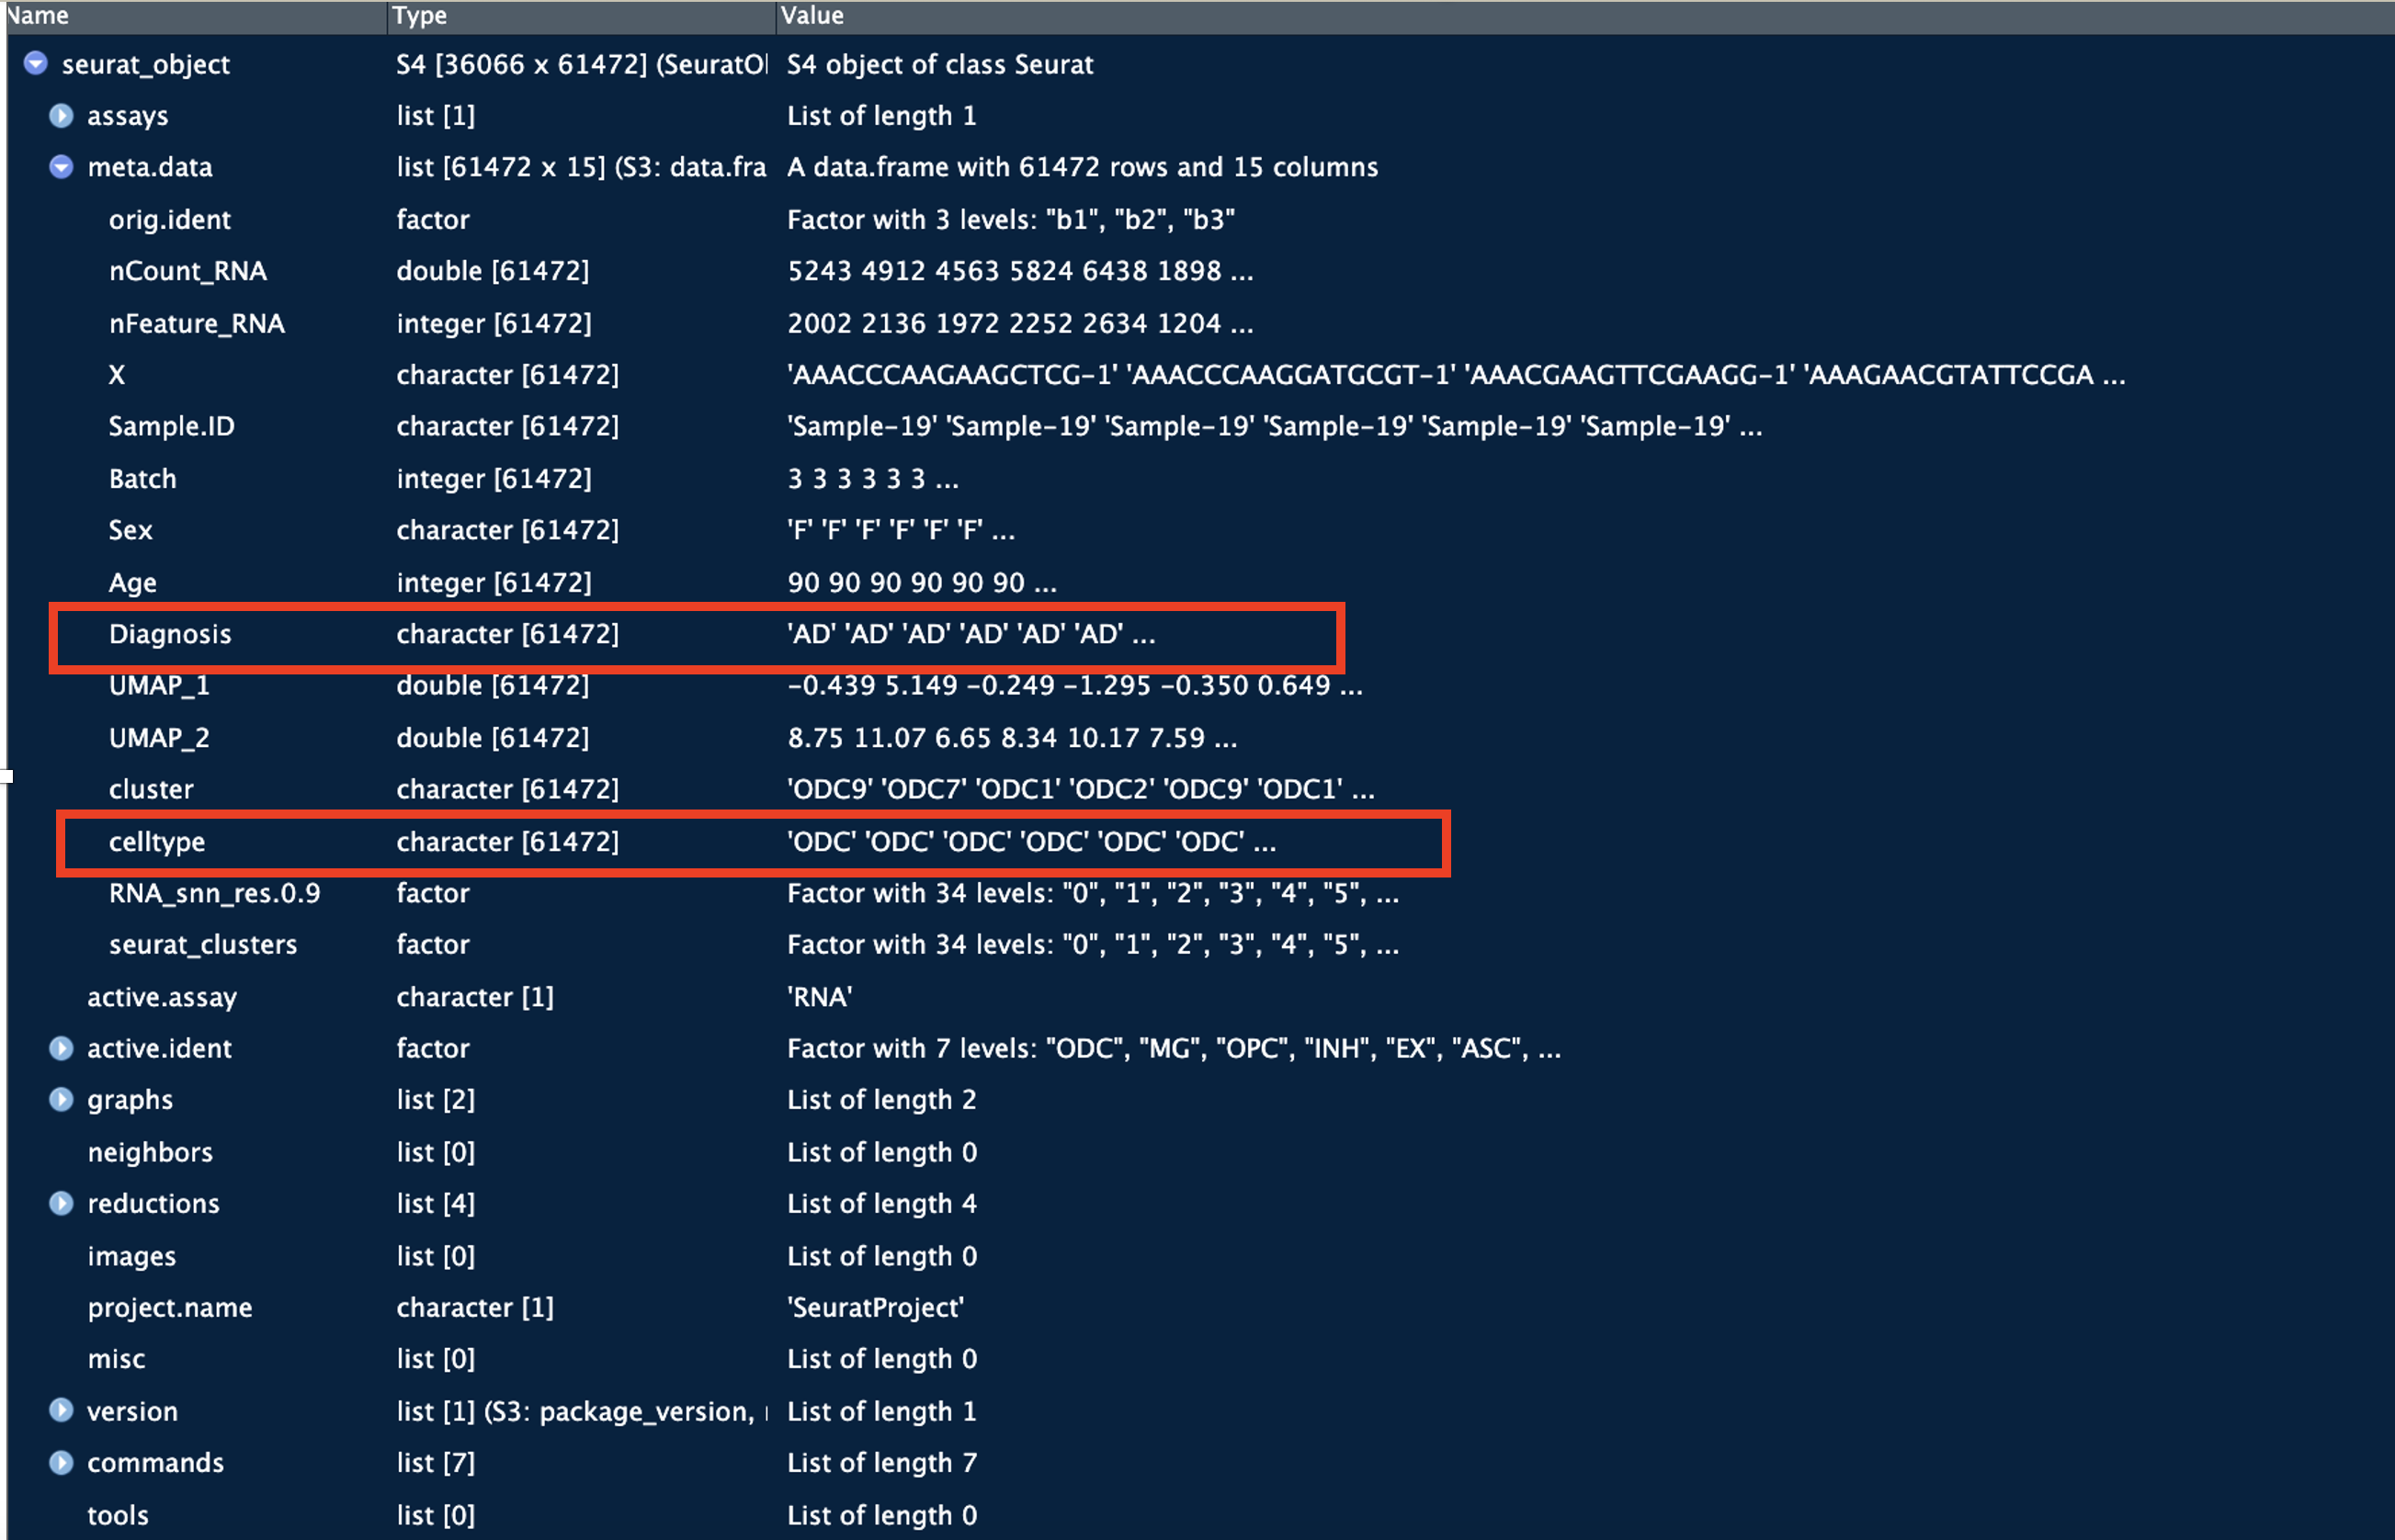 Name Type Value
seurat_object S4 [36066 x 61472] (SeuratO S4 object of class Seurat
assays list [1] List of length 1
meta.data list [61472 x 15] (S3: data.fra A data.frame with 61472 rows and 15 columns
orig.ident factor Factor with 3 levels: "b1", "b2", "b3"
nCount_RNA double [61472] 5243 4912 4563 5824 6438 1898 ...
nFeature_RNA integer [61472] 2002 2136 1972 2252 2634 1204 ...
X character [61472] 'AAACCCAAGAAGCTCG-1' 'AAACCCAAGGATGCGT-1' 'AAACGAAGTTCGAAGG-1' 'AAAGAACGTATTCCGA ...
Sample.ID character [61472] 'Sample-19' 'Sample-19' 'Sample-19' 'Sample-19' 'Sample-19' 'Sample-19' ...
Batch integer [61472] 3 3 3 3 3 3 ...
Sex character [61472] 'F' 'F' 'F' 'F' 'F' 'F' ...
Age integer [61472] 90 90 90 90 90 90 ...
Diagnosis character [61472] 'AD' 'AD' 'AD' 'AD' 'AD' 'AD' ...
UMAP_1 double [61472] -0.439 5.149 -0.249 -1.295 -0.350 0.649 ...
UMAP_2 double [61472] 8.75 11.07 6.65 8.34 10.17 7.59 ...
cluster character [61472] 'ODC9' 'ODC7' 'ODC1' 'ODC2' 'ODC9' 'ODC1' ...
celltype character [61472] 'ODC' 'ODC' 'ODC' 'ODC' 'ODC' 'ODC' ...
RNA_snn_res.0.9 factor Factor with 34 levels: "0", "1", "2", "3", "4", "5", ...
seurat_clusters factor Factor with 34 levels: "0", "1", "2", "3", "4", "5", ...
active.assay character [1] 'RNA'
active.ident factor Factor with 7 levels: "ODC", "MG", "OPC", "INH", "EX", "ASC", ...
graphs list [2] List of length 2
neighbors list [0] List of length 0
reductions list [4] List of length 4
images list [0] List of length 0
project.name character [1] 'SeuratProject'
misc list [0] List of length 0
version list [1] (S3: package_version, List of length 1
commands list [7] List of length 7
tools list [0] List of length 0